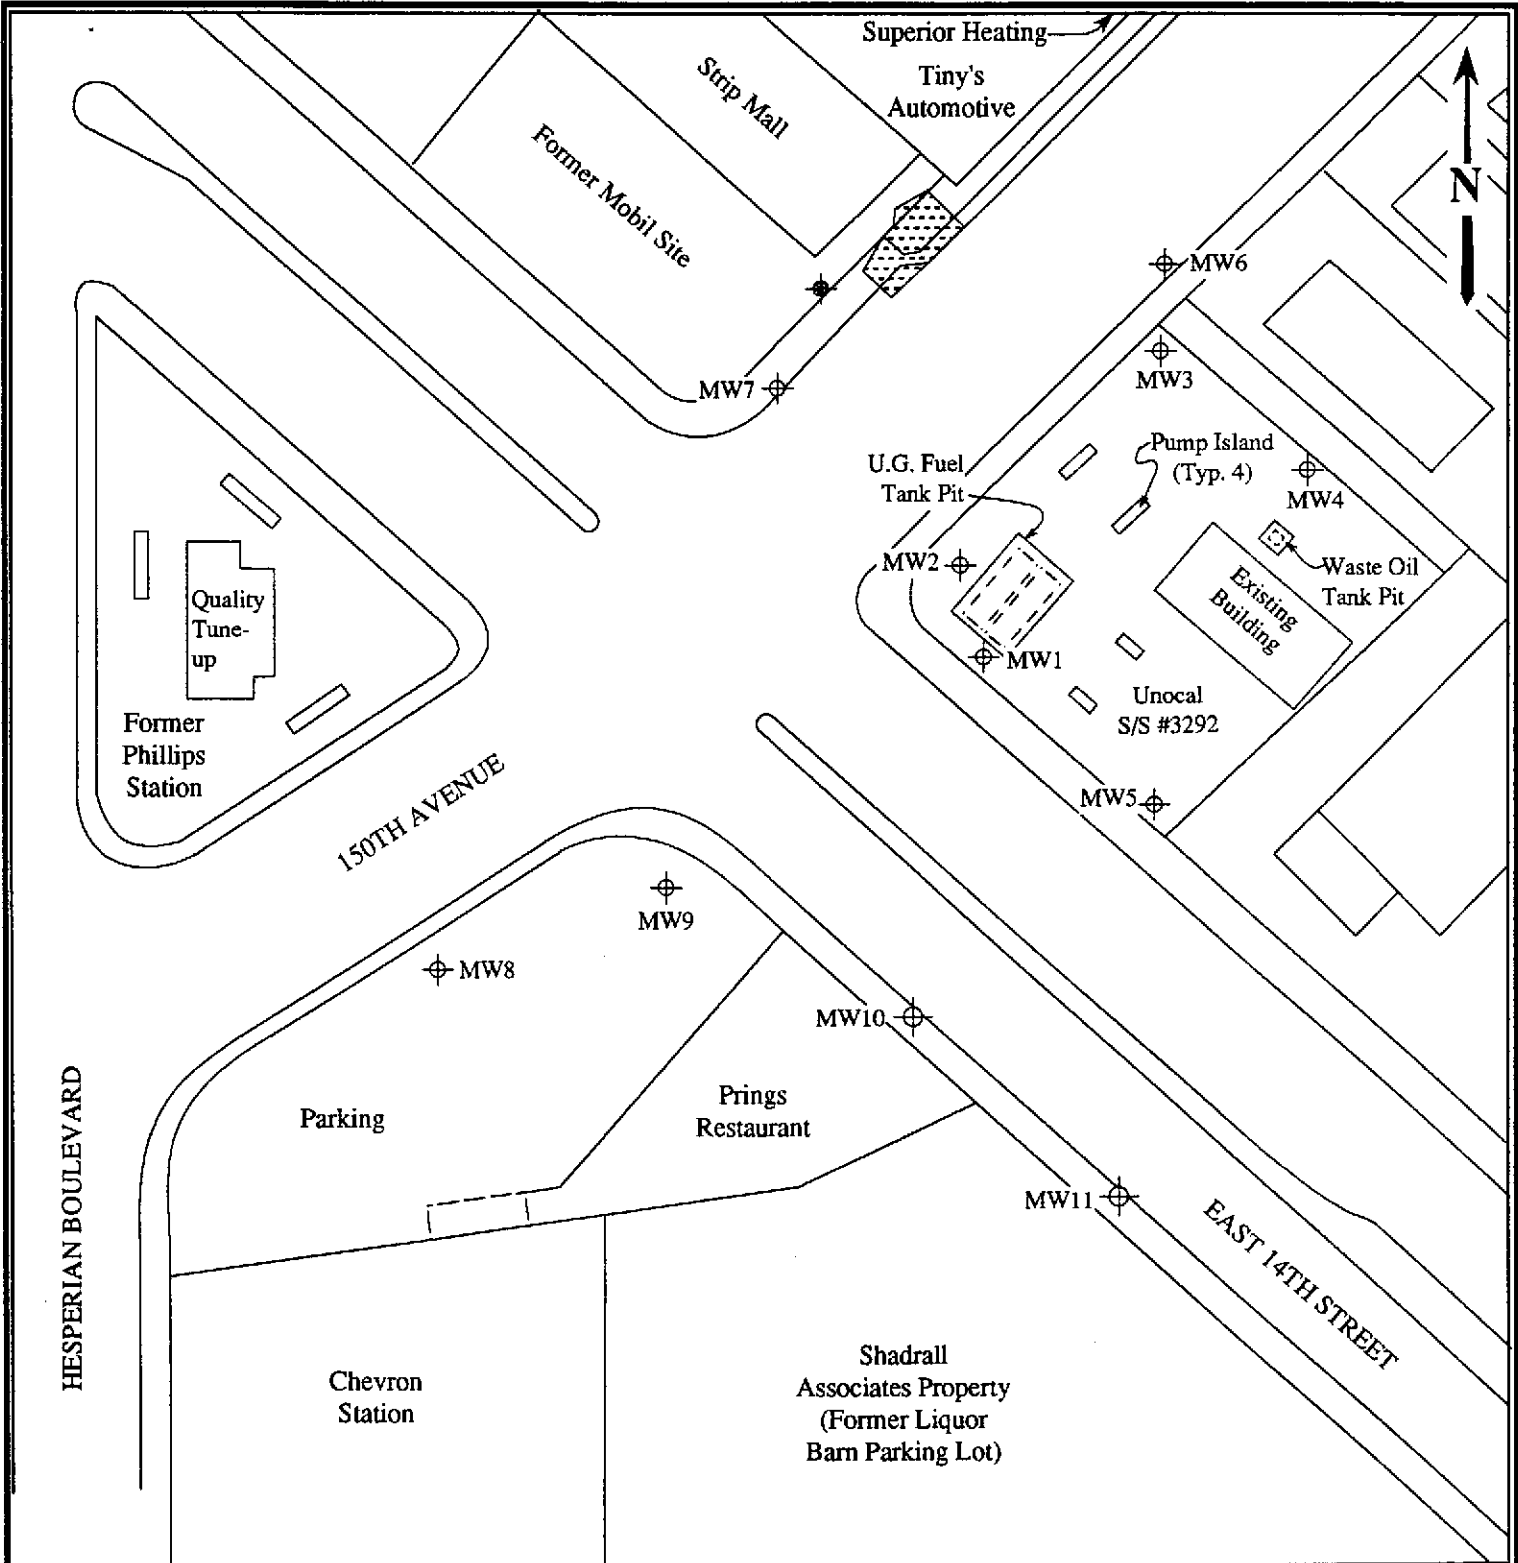 Superior Heating
Tiny's
Automotive
Strip Mall
Former Mobil Site
N
MW6
MW3
MW7
Pump Island
(Typ. 4)
U.G. Fuel
Tank Pit
MW4
MW2
Waste Oil
Tank Pit
Existing
Building
Quality
Tune-
up
MW1
Unocal
S/S #3292
Former
Phillips
Station
150TH AVENUE
MW5
MW9
MW8
MW10
HESPERIAN BOULEVARD
Parking
Prings
Restaurant
MW11
EAST 14TH STREET
Chevron
Station
Shadrall
Associates Property
(Former Liquor
Barn Parking Lot)